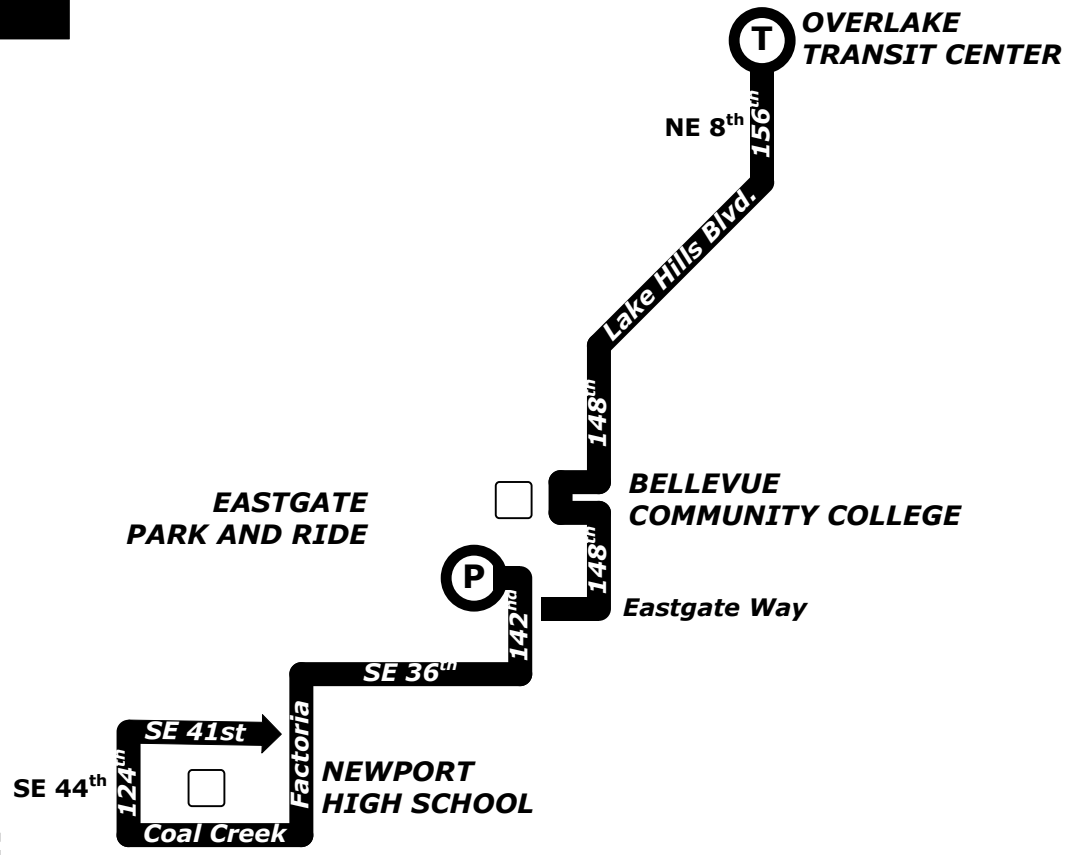 T
OVERLAKE
TRANSIT CENTER
NE 8th
156th
Lake Hills Blvd.
148th
BELLEVUE
COMMUNITY COLLEGE
EASTGATE
PARK AND RIDE
148th
P
142nd
Eastgate Way
SE 36th
SE 41st
Factoria
124th
SE 44th
NEWPORT
HIGH SCHOOL
Coal Creek